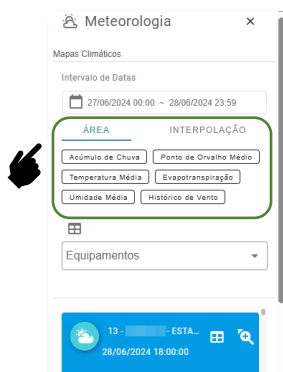 Meteorologia ×
Mapas Climáticos
Intervalo de Datas
27/06/2024 00:00 ~ 28/06/2024 23:59
ÁREA INTERPOLAÇÃO
Acúmulo de Chuva Ponto de Orvalho Médio
Temperatura Média Evapotranspiração
Umidade Média Histórico de Vento
Equipamentos
13 - - ESTA...
28/06/2024 18:00:00